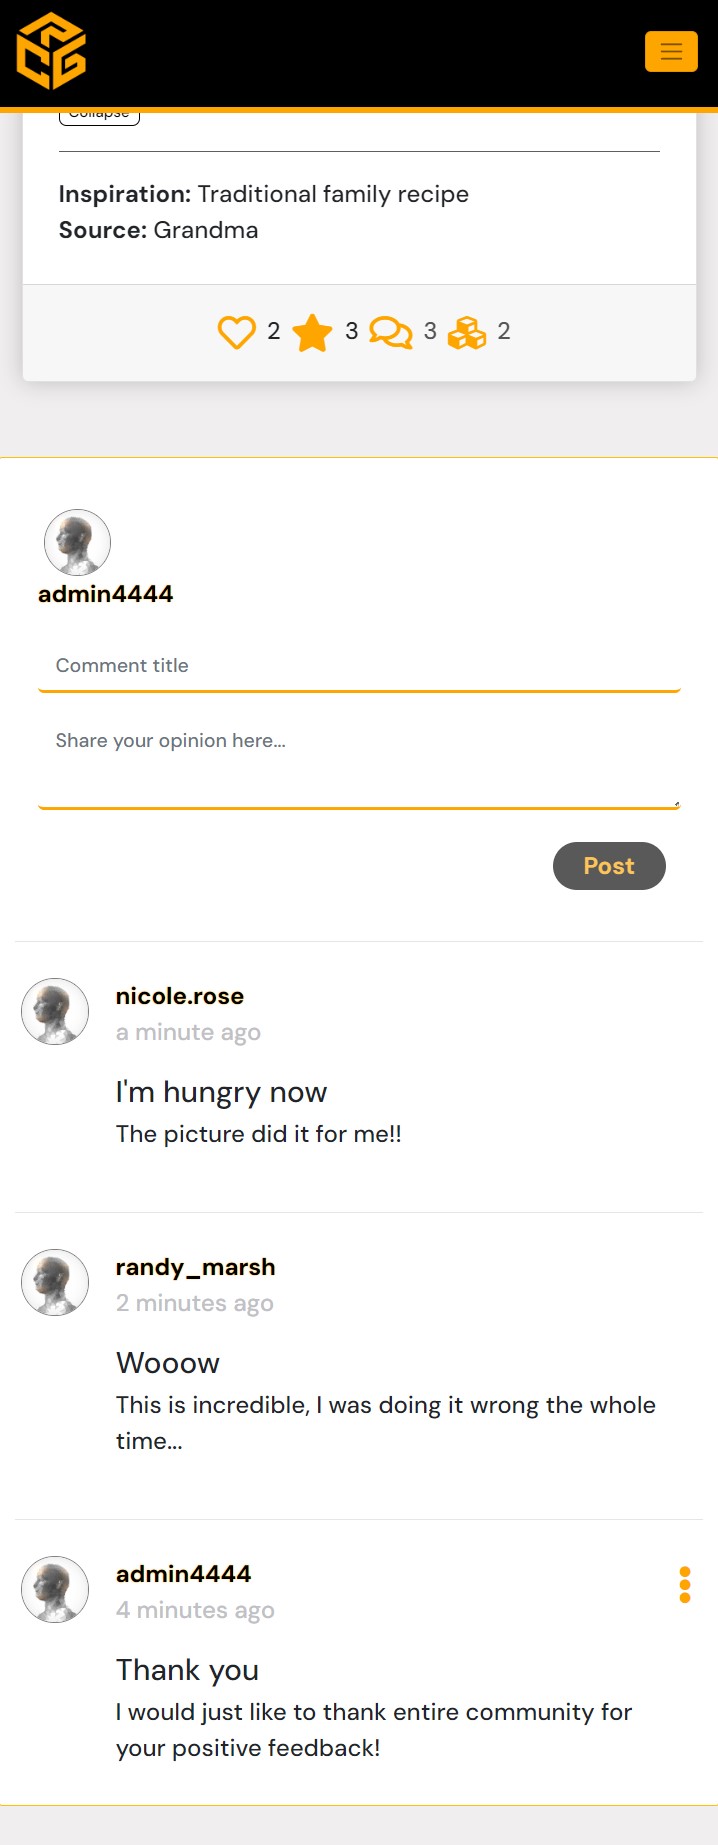 Collapse
Inspiration: Traditional family recipe
Source: Grandma
2 3 3 2
admin4444
Comment title
Share your opinion here...
Post
nicole.rose
a minute ago
I'm hungry now
The picture did it for me!!
randy_marsh
2 minutes ago
Wooow
This is incredible, I was doing it wrong the whole
time...
admin4444
4 minutes ago
Thank you
I would just like to thank entire community for
your positive feedback!